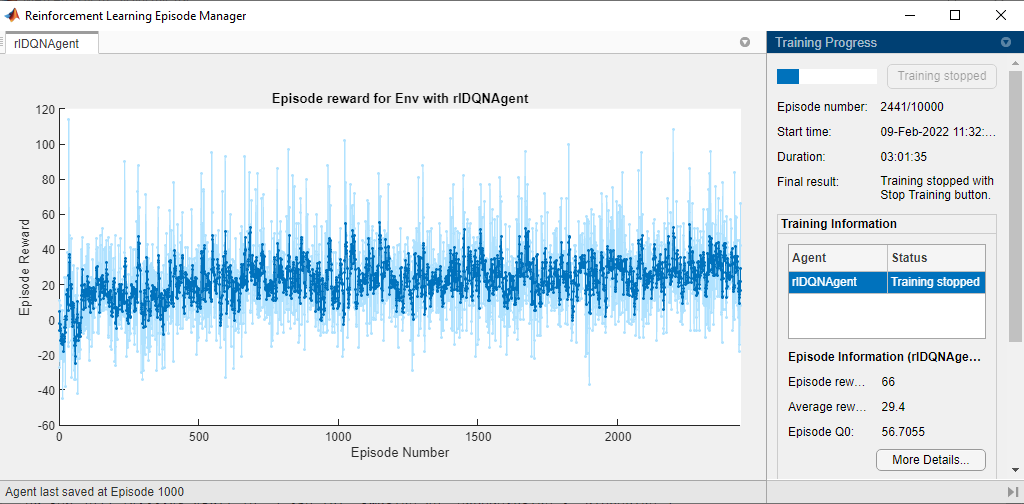 Reinforcement Learning Episode Manager
rlDQNAgent
Episode reward for Env with rlDQNAgent
120
100
80
60
40
20
0
-20
-40
-60
0
500
1000
1500
2000
Episode Reward
Episode Number
Training Progress
Training stopped
Episode number: 2441/10000
Start time: 09-Feb-2022 11:32:...
Duration: 03:01:35
Final result: Training stopped with
Stop Training button.
Training Information
Agent Status
rlDQNAgent Training stopped
Episode Information (rlDQNAge...
Episode rew... 66
Average rew... 29.4
Episode Q0: 56.7055
More Details...
Agent last saved at Episode 1000